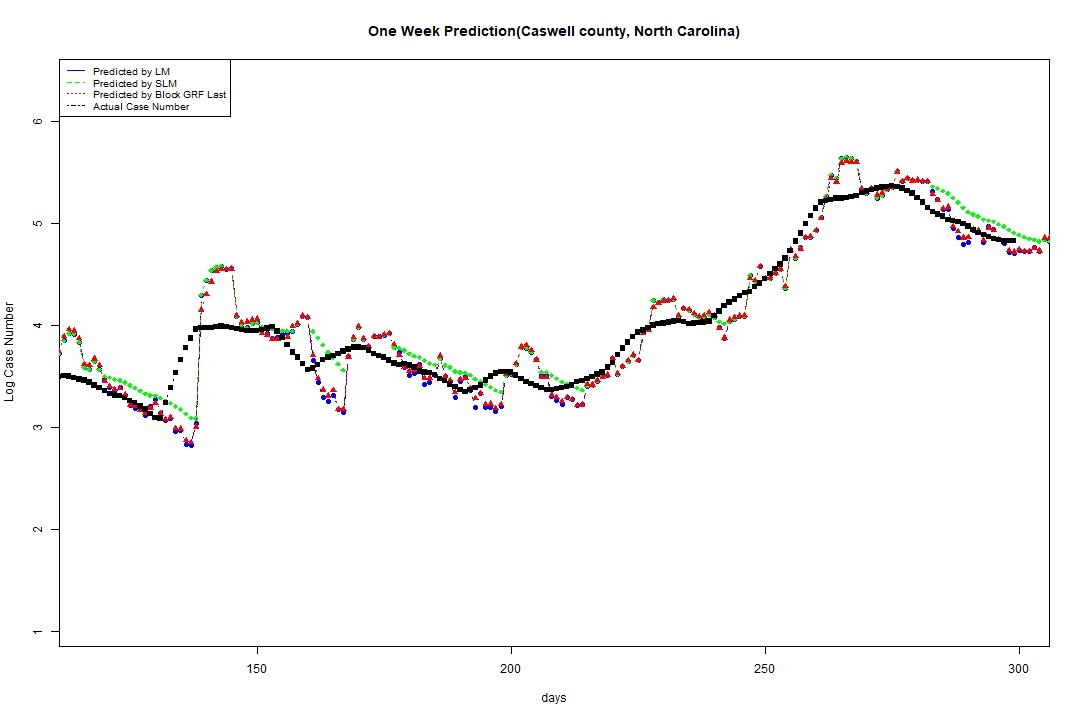 One Week Prediction(Caswell county, North Carolina)
Predicted by LM
Predicted by SLM
Predicted by Block GRF Last
Actual Case Number
Log Case Number
6
5
4
3
2
1
150 200 250 300
days